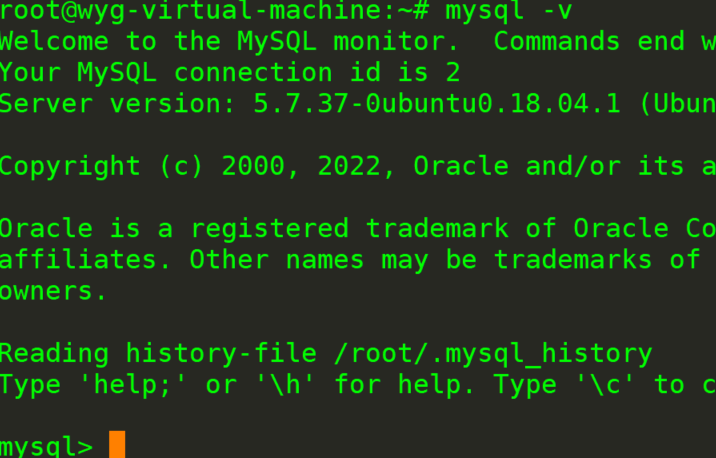 root@wyg-virtual-machine:~# mysql -v
Welcome to the MySQL monitor.  Commands end w
Your MySQL connection id is 2
Server version: 5.7.37-0ubuntu0.18.04.1 (Ubun
Copyright (c) 2000, 2022, Oracle and/or its a
Oracle is a registered trademark of Oracle Co
affiliates. Other names may be trademarks of
owners.
Reading history-file /root/.mysql_history
Type 'help;' or '\h' for help. Type '\c' to c
mysql>